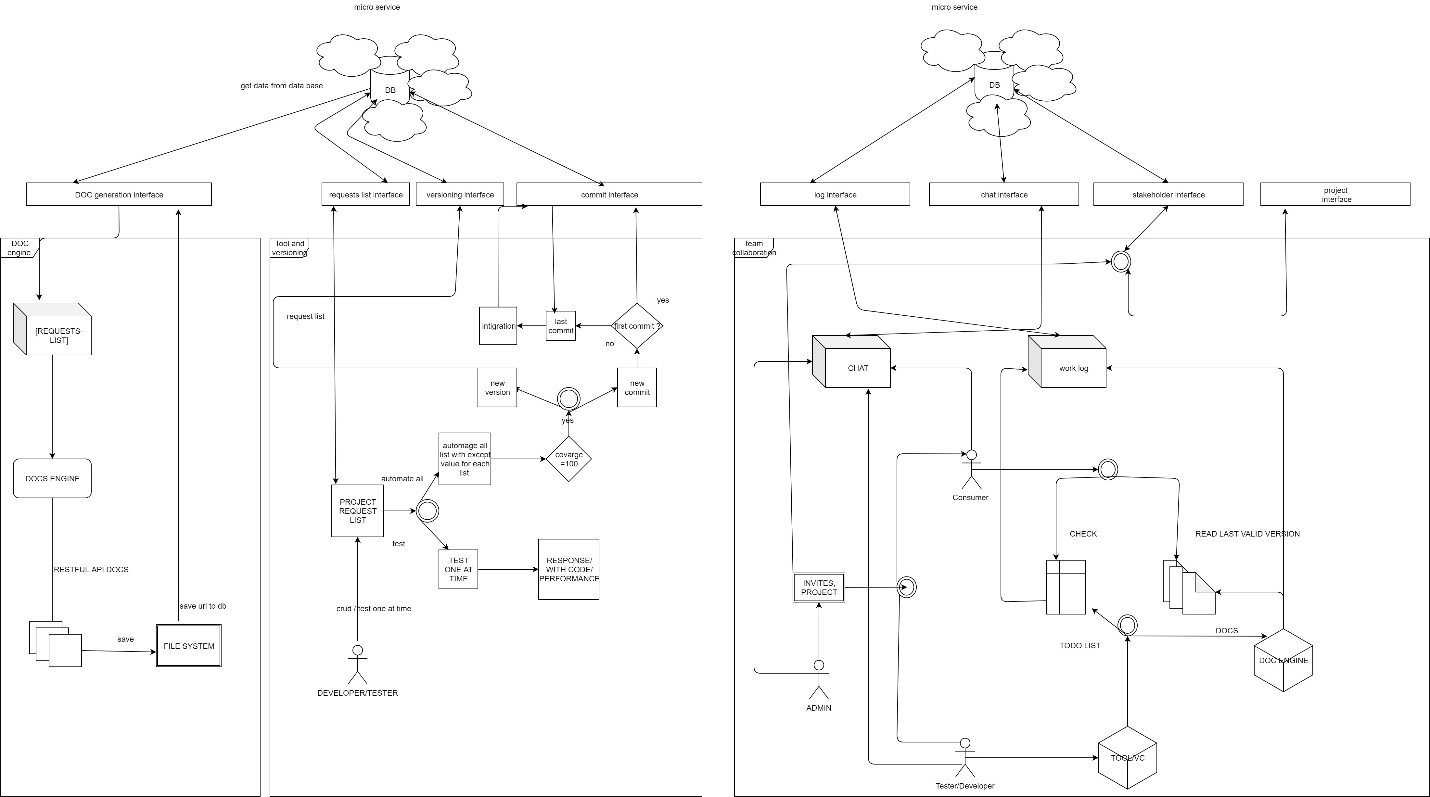 micro service
micro service
DB
DB
get data from data base
DOC generation interface
requests list interface
versioning interface
commit interface
log interface
chat interface
stakeholder interface
project
interface
DOC
engine
Tool and
versioning
team
collaboration
request list
[REQUESTS-
LIST]
intigration
last
commit
first commit ?
yes
no
new
version
new
commit
yes
CHAT
work log
automage all
list with except
value for each
list
covarge
=100
DOCS ENGINE
automate all
PROJECT
REQUEST
LIST
test
TEST
ONE AT
TIME
RESPONSE/
WITH CODE/
PERFORMANCE
Consumer
CHECK
READ LAST VALID VERSION
RESTFUL API DOCS
INVITES,
PROJECT
save url to db
crud / test one at time
save
FILE SYSTEM
TODO LIST
DOCS
DOC ENGINE
DEVELOPER/TESTER
ADMIN
TOOL/VC
Tester/Developer